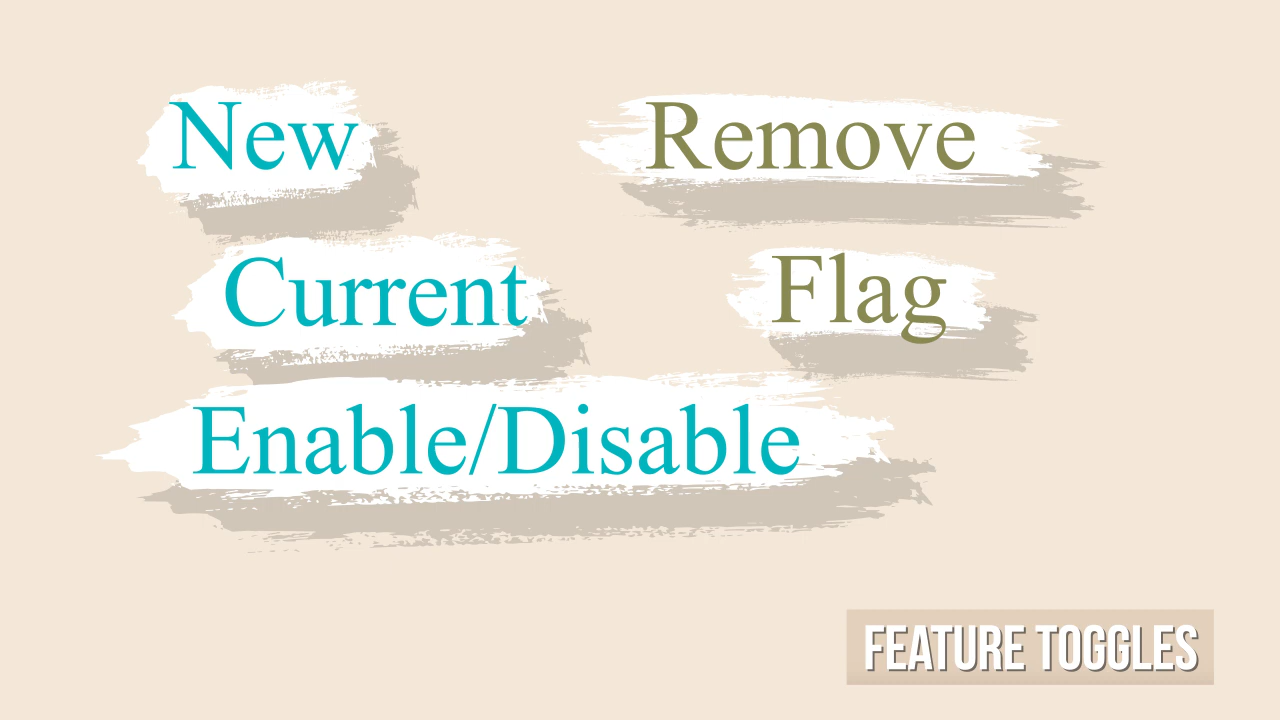 New
Remove
Current
Flag
Enable/Disable
FEATURE TOGGLES